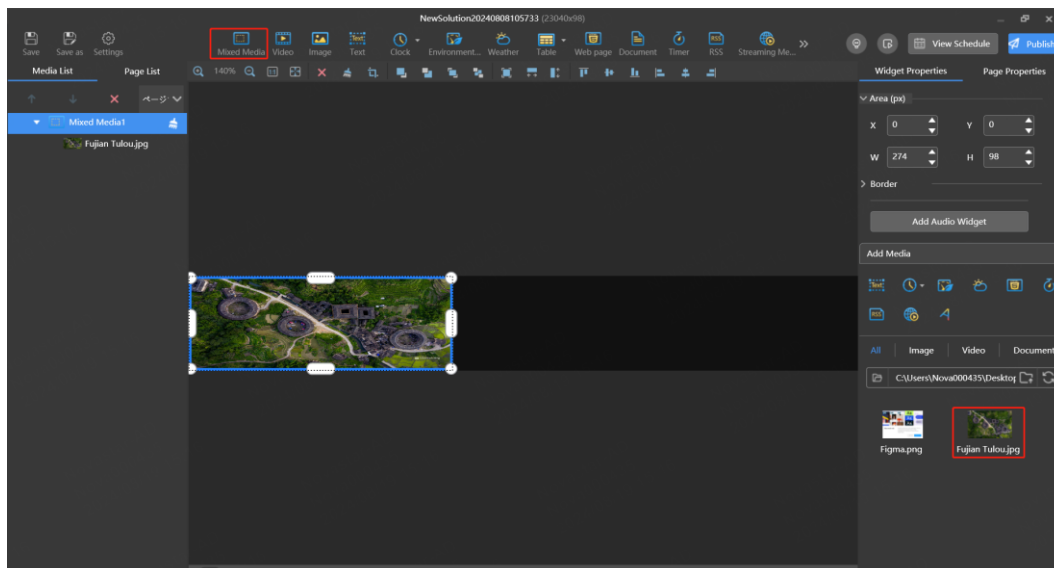 NewSolution20240808105733 (23040x98)
Save Save as Settings Mixed Media Video Image Text Clock Environment... Weather Table Web page Document Timer RSS Streaming Me... View Schedule Publish
Media List Page List 140% Widget Properties Page Properties
ページ
Area (px)
Mixed Media1
X 0 Y 0
Fujian Tulou.jpg
W 274 H 98
Border
Add Audio Widget
Add Media
All Image Video Document
C:\Users\Nova000435\Desktop
Figma.png Fujian Tulou.jpg